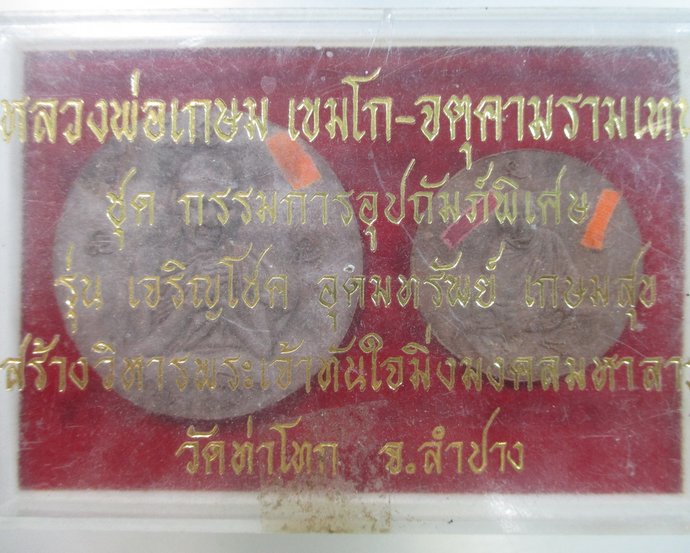 หลวงพ่อเกษม เขมโก-จตุคามรามเทพ
ชุด กรรมการอุปถัมภ์พิเศษ
รุ่น เจริญโชค อุดมทรัพย์ เกษมสุข
สร้างวิหารพระเจ้าทันใจมิ่งมงคลมหาลาภ
วัดท่าโทก จ.ลำปาง